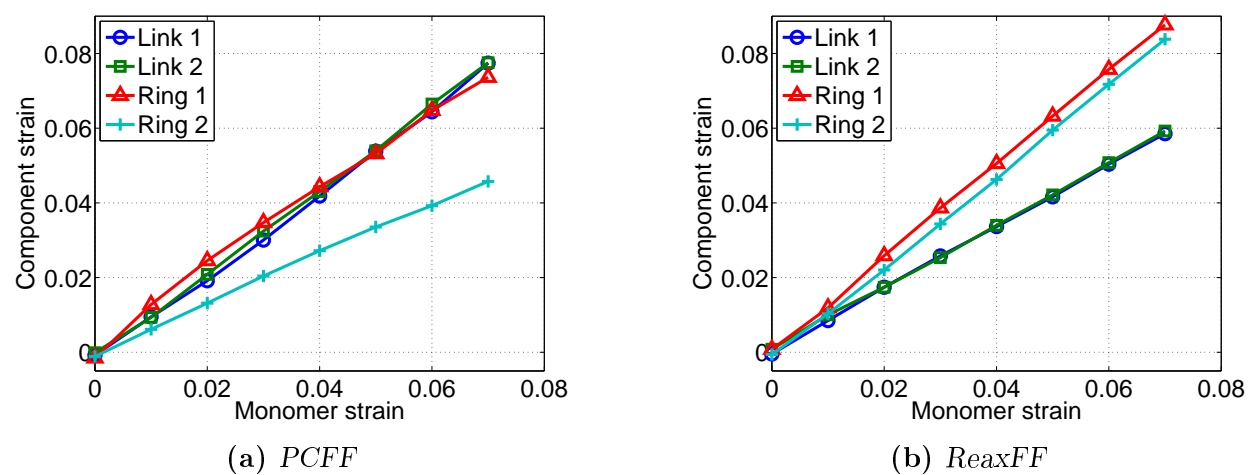 Link 1
Link 2
Ring 1
Ring 2
0.08
0.06
0.04
0.02
0
Component strain
0 0.02 0.04 0.06 0.08
Monomer strain
(a) PCFF
Link 1
Link 2
Ring 1
Ring 2
0.08
0.06
0.04
0.02
0
Component strain
0 0.02 0.04 0.06 0.08
Monomer strain
(b) ReaxFF